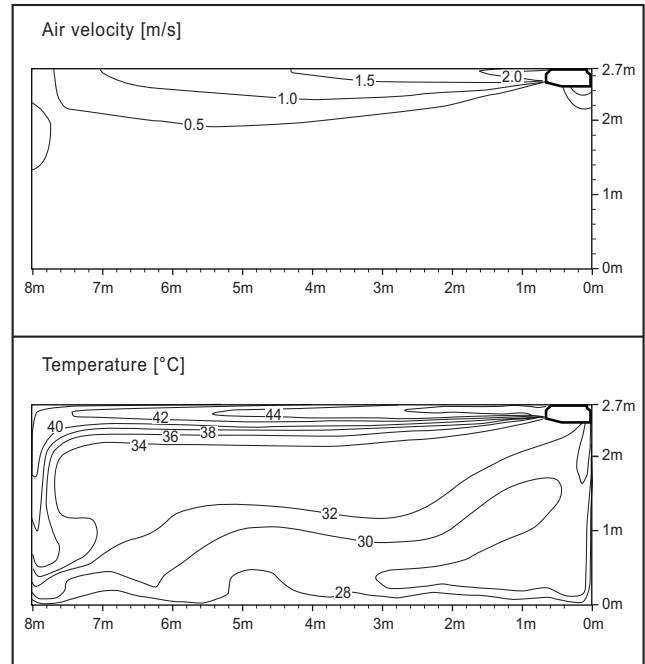 Air velocity [m/s]
2.7m
2.0
1.5
1.0
2m
0.5
1m
0m
8m 7m 6m 5m 4m 3m 2m 1m 0m
Temperature [°C]
2.7m
44
42
40
38
36
34
2m
32
1m
30
28
0m
8m 7m 6m 5m 4m 3m 2m 1m 0m